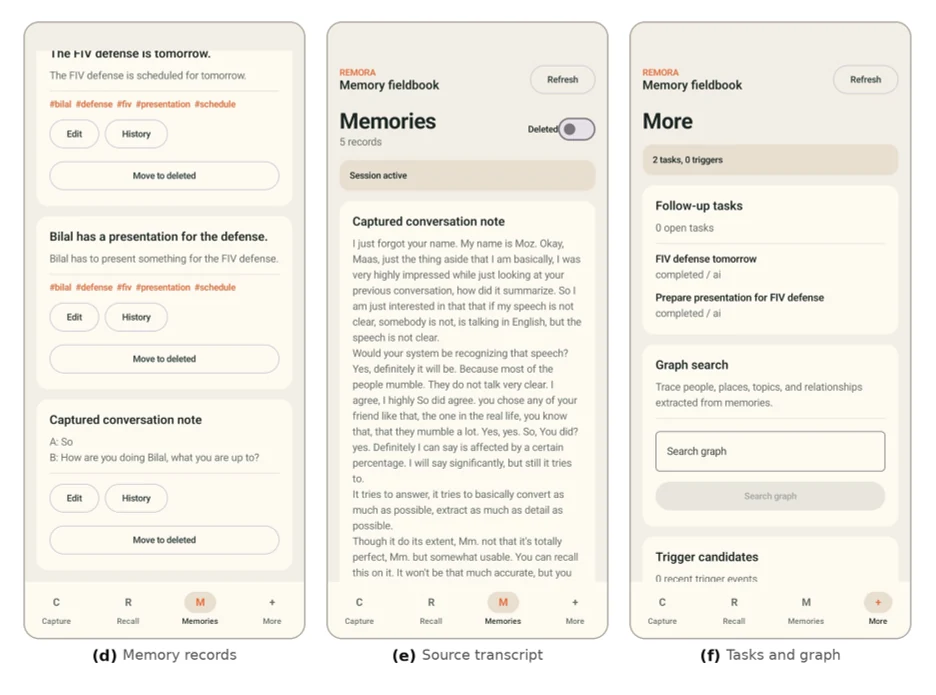 The FIV defense is tomorrow.
The FIV defense is scheduled for tomorrow.
#bilal #defense #fiv #presentation #schedule
Edit
History
Move to deleted
Bilal has a presentation for the defense.
Bilal has to present something for the FIV defense.
#bilal #defense #fiv #presentation #schedule
Edit
History
Move to deleted
Captured conversation note
A: So
B: How are you doing Bilal, what you are up to?
Edit
History
Move to deleted
C
R
M
+
Capture
Recall
Memories
More
(d) Memory records
REMORA
Memory fieldbook
Refresh
Memories
5 records
Deleted
Session active
Captured conversation note
I just forgot your name. My name is Moz. Okay,
Maas, just the thing aside that I am basically, I was
very highly impressed while just looking at your
previous conversation, how did it summarize. So I
am just interested in that that if my speech is not
clear, somebody is not, is talking in English, but the
speech is not clear.
Would your system be recognizing that speech?
Yes, definitely it will be. Because most of the
people mumble. They do not talk very clear. I
agree, I highly So did agree. you chose any of your
friend like that, the one in the real life, you know
that, that they mumble a lot. Yes, yes. So, You did?
yes. Definitely I can say is affected by a certain
percentage. I will say significantly, but still it tries
to.
It tries to answer, it tries to basically convert as
much as possible, extract as much as detail as
possible.
Though it do its extent, Mm. not that it's totally
perfect, Mm. but somewhat usable. You can recall
this on it. It won't be that much accurate, but you
C
R
M
+
Capture
Recall
Memories
More
(e) Source transcript
REMORA
Memory fieldbook
Refresh
More
2 tasks, 0 triggers
Follow-up tasks
0 open tasks
FIV defense tomorrow
completed / ai
Prepare presentation for FIV defense
completed / ai
Graph search
Trace people, places, topics, and relationships
extracted from memories.
Search graph
Search graph
Trigger candidates
0 recent trigger events
C
R
M
+
Capture
Recall
Memories
More
(f) Tasks and graph